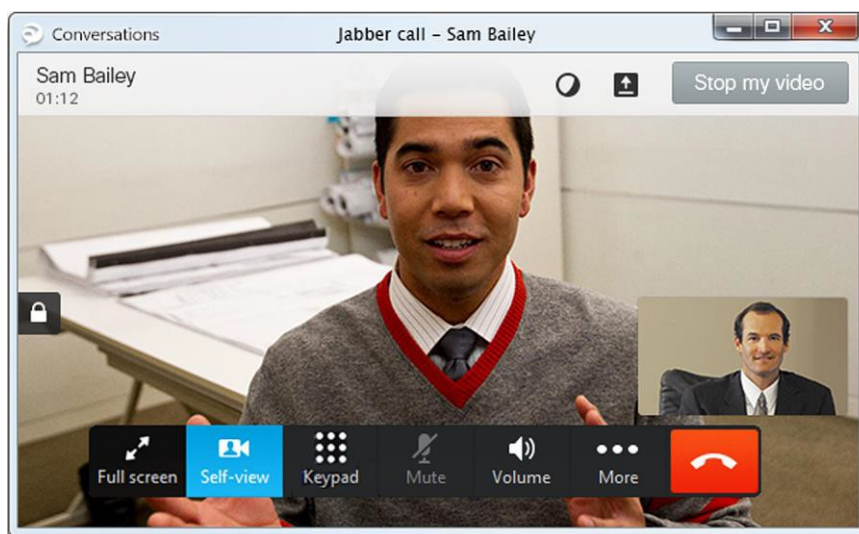 Conversations
Jabber call – Sam Bailey
Sam Bailey
01:12
Stop my video
Full screen
Self-view
Keypad
Mute
Volume
More